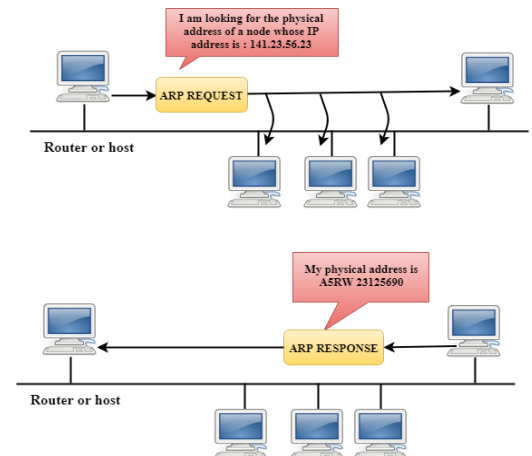 I am looking for the physical
address of a node whose IP
address is : 141.23.56.23
ARP REQUEST
Router or host
My physical address is
A5RW 23125690
ARP RESPONSE
Router or host